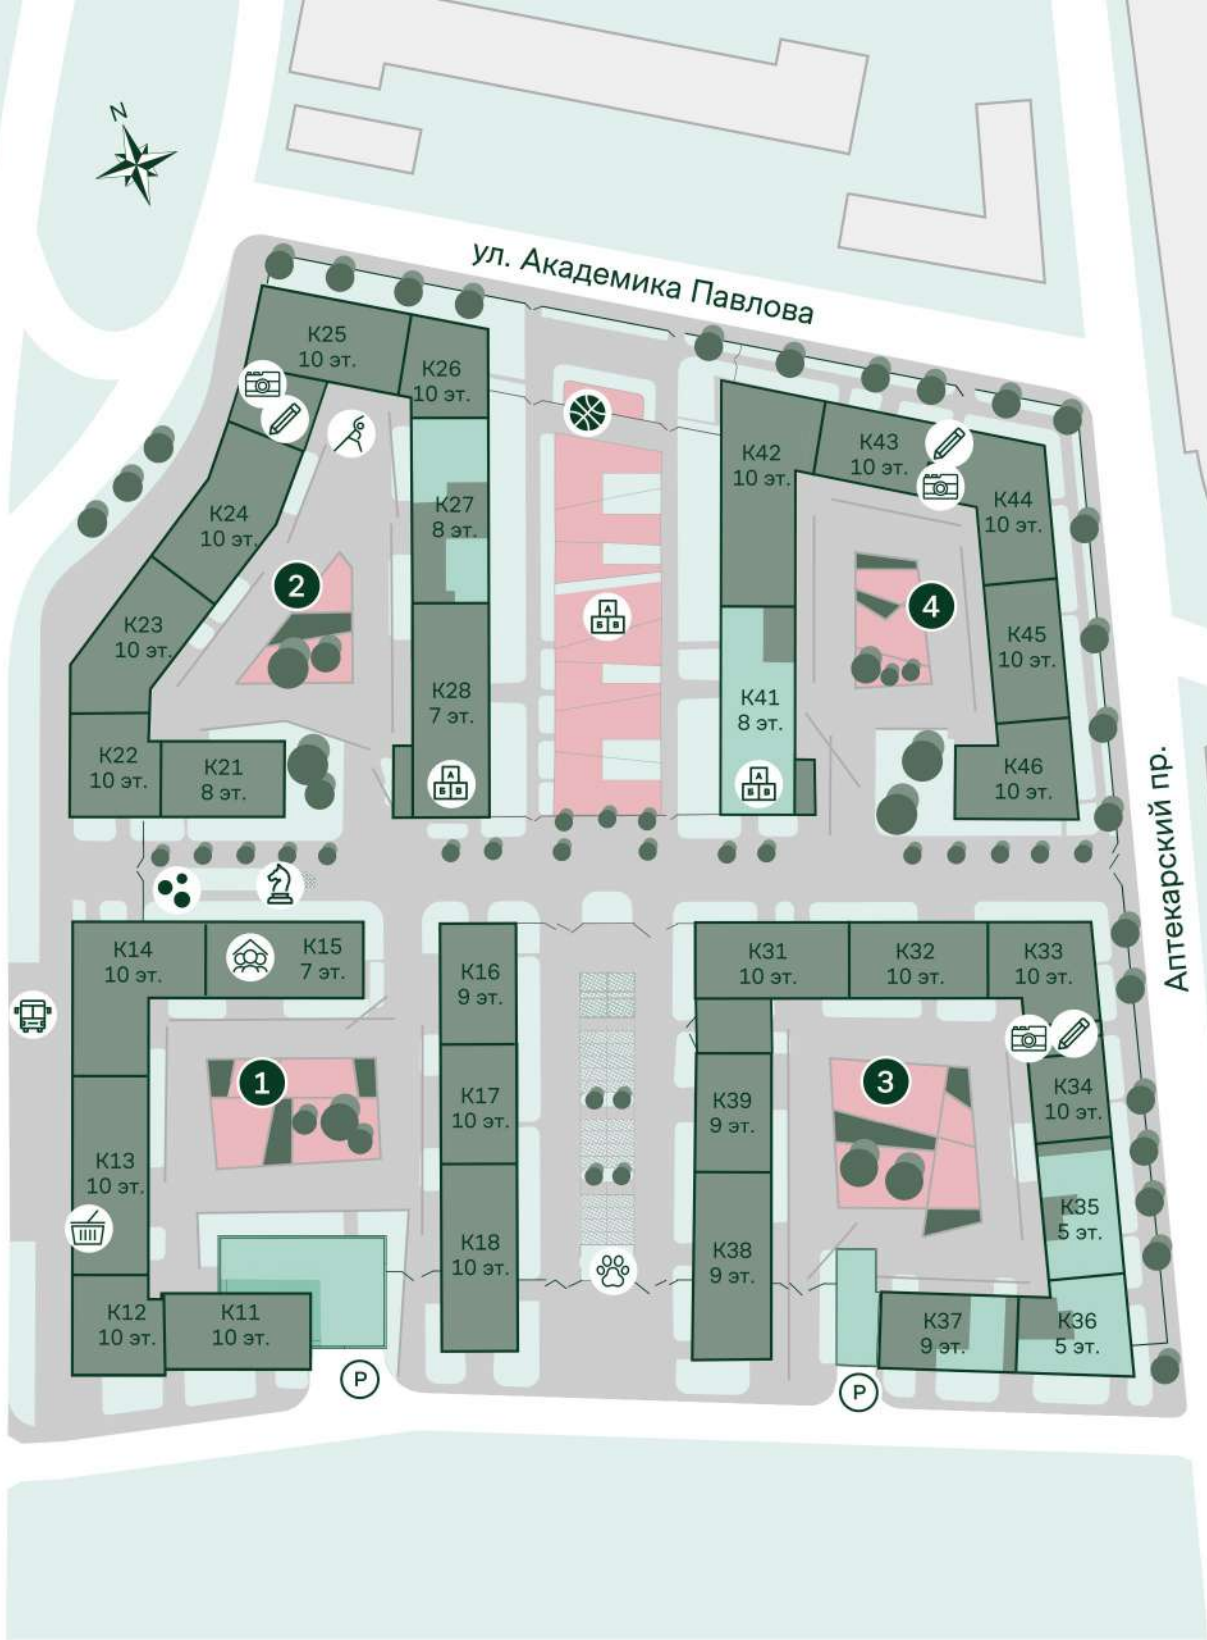 N
ул. Академика Павлова
К25
10 эт.
К26
10 эт.
К42
10 эт.
К43
10 эт.
К44
10 эт.
К24
10 эт.
К27
8 эт.
2
А
Б В
4
К23
10 эт.
К45
10 эт.
К28
7 эт.
К41
8 эт.
К22
10 эт.
К21
8 эт.
А
Б В
А
Б В
К46
10 эт.
Аптекарский пр.
К14
10 эт.
К15
7 эт.
К16
9 эт.
К31
10 эт.
К32
10 эт.
К33
10 эт.
1
К17
10 эт.
К39
9 эт.
3
К34
10 эт.
К13
10 эт.
К18
10 эт.
К38
9 эт.
К35
5 эт.
К12
10 эт.
К11
10 эт.
К37
9 эт.
К36
5 эт.
P
P